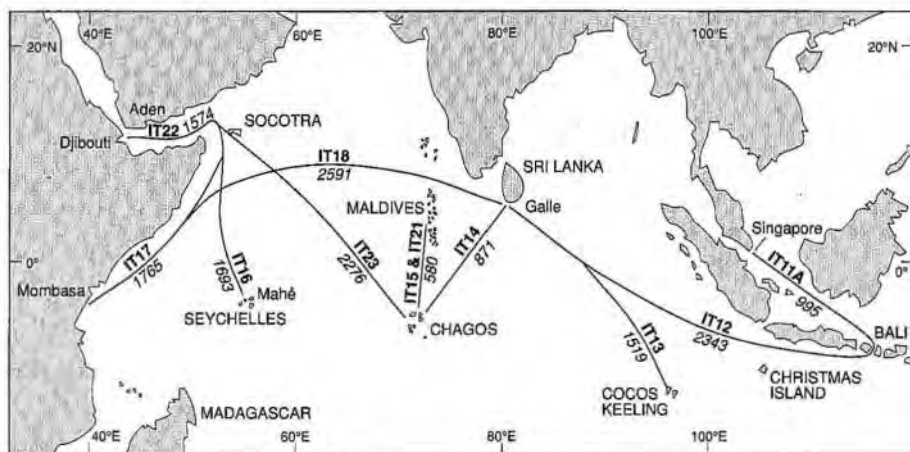 40°E 60°E
20°N 80°E 100°E 20°N
Aden
IT22 1574
Djibouti
SOCOTRA
IT18
2591
SRI LANKA
MALDIVES
Galle
Singapore
IT17
1765
IT16
1693
IT23
2276
IT15 & IT21
580
IT14
871
IT11A
995
0° 0°
Mombasa
Mahé
SEYCHELLES
CHAGOS
IT13
1519
IT12
2343
BALI
COCOS
KEELING
CHRISTMAS
ISLAND
MADAGASCAR
40°E 60°E 80°E 100°E